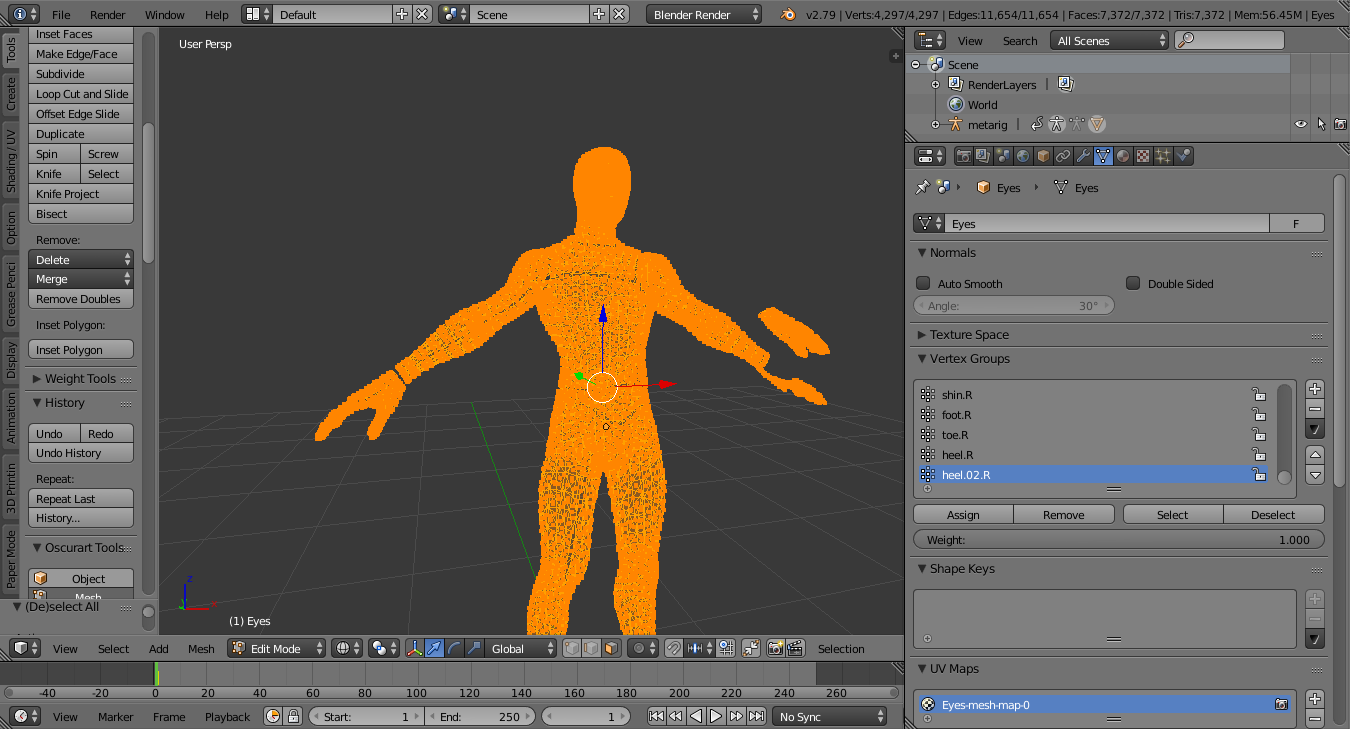 File Render Window Help Default Scene Blender Render v2.79 | Verts:4,297/4,297 | Edges:11,654/11,654 | Faces:7,372/7,372 | Tris:7,372 | Mem:56.45M | Eyes
Tools
Create
Shading / UV
Option
Grease Penci
Display
Animation
3D Printin
Paper Mode
Inset Faces
Make Edge/Face
Subdivide
Loop Cut and Slide
Offset Edge Slide
Duplicate
Spin Screw
Knife Select
Knife Project
Bisect
Remove:
Delete
Merge
Remove Doubles
Inset Polygon:
Inset Polygon
Weight Tools
History
Undo Redo
Undo History
Repeat:
Repeat Last
History...
Oscurart Tools
Object
Mesh
(De)select All
User Persp
z
(1) Eyes
View Select Add Mesh Edit Mode Global Selection
-40 -20 0 20 40 60 80 100 120 140 160 180 200 220 240 260
View Marker Frame Playback Start: 1 End: 250 1 No Sync
View Search All Scenes
Scene
RenderLayers |
World
metarig |
Eyes Eyes
Eyes F
Normals
Auto Smooth Double Sided
Angle: 30°
Texture Space
Vertex Groups
shin.R
foot.R
toe.R
heel.R
heel.02.R
Assign Remove Select Deselect
Weight: 1.000
Shape Keys
UV Maps
Eyes-mesh-map-0